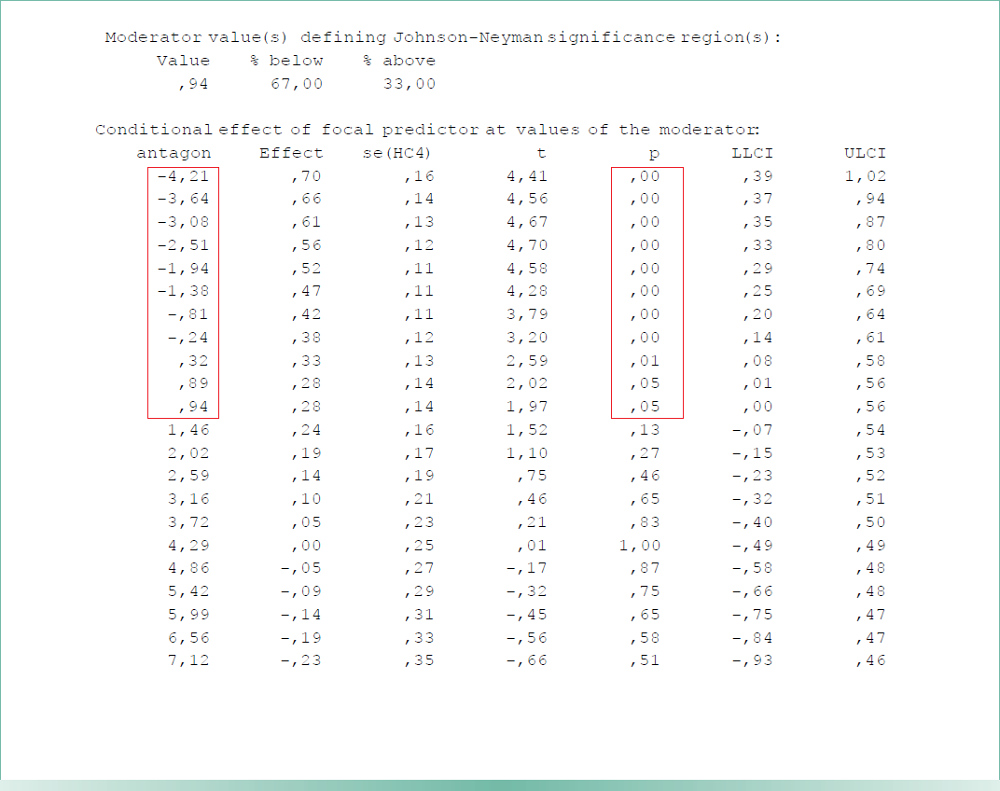 Moderator value(s) defining Johnson-Neyman significance region(s):
Value % below % above
,94 67,00 33,00
Conditional effect of focal predictor at values of the moderator:
antagon Effect se(HC4) t p LLCI ULCI
-4,21 ,70 ,16 4,41 ,00 ,39 1,02
-3,64 ,66 ,14 4,56 ,00 ,37 ,94
-3,08 ,61 ,13 4,67 ,00 ,35 ,87
-2,51 ,56 ,12 4,70 ,00 ,33 ,80
-1,94 ,52 ,11 4,58 ,00 ,29 ,74
-1,38 ,47 ,11 4,28 ,00 ,25 ,69
-,81 ,42 ,11 3,79 ,00 ,20 ,64
-,24 ,38 ,12 3,20 ,00 ,14 ,61
,32 ,33 ,13 2,59 ,01 ,08 ,58
,89 ,28 ,14 2,02 ,05 ,01 ,56
,94 ,28 ,14 1,97 ,05 ,00 ,56
1,46 ,24 ,16 1,52 ,13 -,07 ,54
2,02 ,19 ,17 1,10 ,27 -,15 ,53
2,59 ,14 ,19 ,75 ,46 -,23 ,52
3,16 ,10 ,21 ,46 ,65 -,32 ,51
3,72 ,05 ,23 ,21 ,83 -,40 ,50
4,29 ,00 ,25 ,01 1,00 -,49 ,49
4,86 -,05 ,27 -,17 ,87 -,58 ,48
5,42 -,09 ,29 -,32 ,75 -,66 ,48
5,99 -,14 ,31 -,45 ,65 -,75 ,47
6,56 -,19 ,33 -,56 ,58 -,84 ,47
7,12 -,23 ,35 -,66 ,51 -,93 ,46